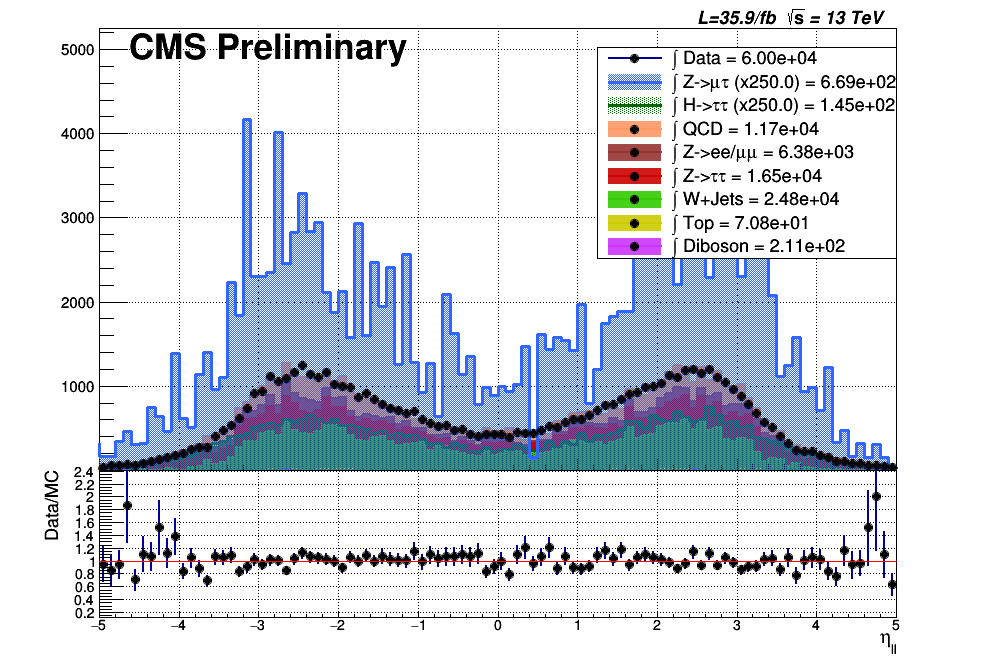 L=35.9/fb √s = 13 TeV
CMS Preliminary
∫ Data = 6.00e+04
∫ Z->μτ (x250.0) = 6.69e+02
∫ H->ττ (x250.0) = 1.45e+02
∫ QCD = 1.17e+04
∫ Z->ee/μμ = 6.38e+03
∫ Z->ττ = 1.65e+04
∫ W+Jets = 2.48e+04
∫ Top = 7.08e+01
∫ Diboson = 2.11e+02
5000
4000
3000
2000
1000
Data/MC
2.4
2.2
2
1.8
1.6
1.4
1.2
1
0.8
0.6
0.4
0.2
−5 −4 −3 −2 −1 0 1 2 3 4 5
η_ll